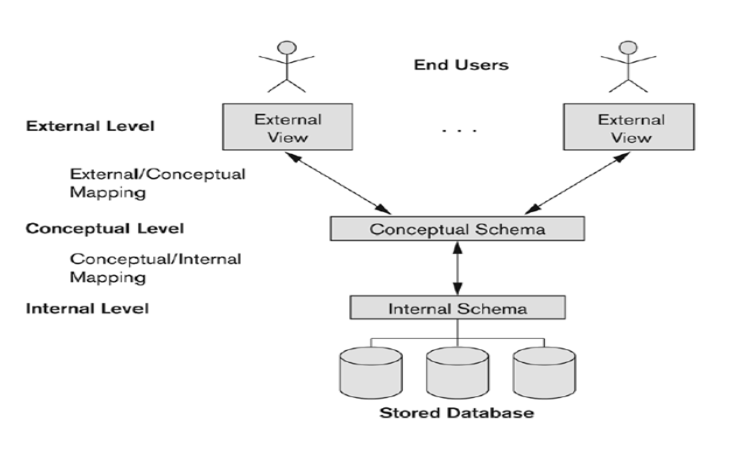 End Users
External Level
External
View
. . .
External
View
External/Conceptual
Mapping
Conceptual Level
Conceptual Schema
Conceptual/Internal
Mapping
Internal Level
Internal Schema
Stored Database